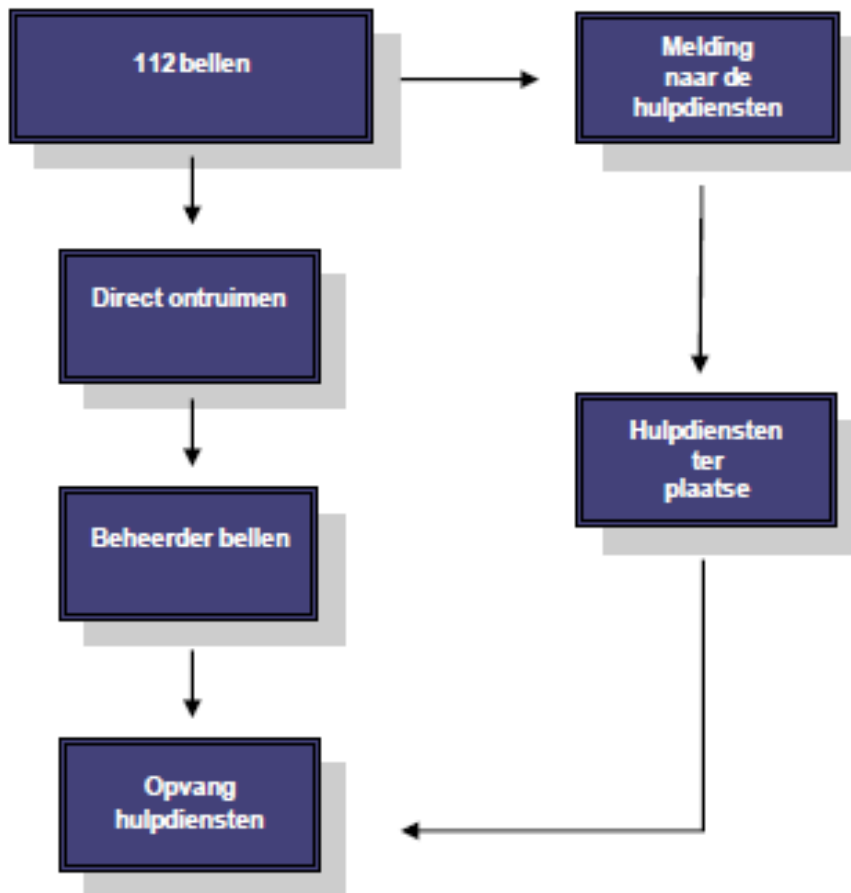 112 bellen
Melding
naar de
hulpdiensten
Direct ontruimen
Hulpdiensten
ter
plaatse
Beheerder bellen
Opvang
hulpdiensten